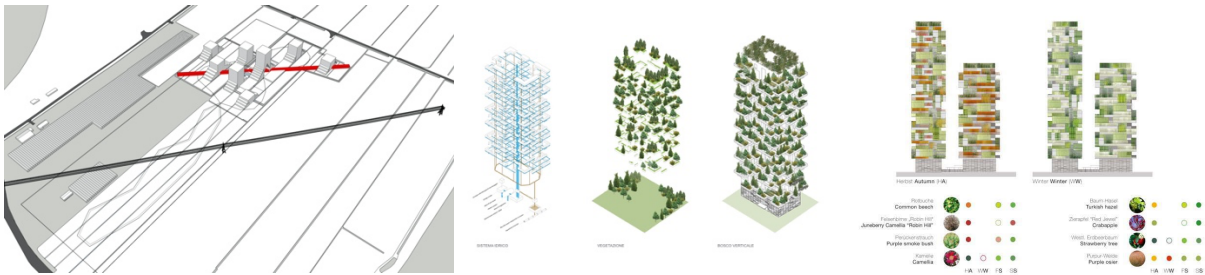 SISTEMA IDRICO
VEGETAZIONE
BOSCO VERTICALE
Herbst Autumn (HA)
Winter Winter (WW)
Rotbuche
Common beech
Felsenbirne „Robin Hill"
Juneberry Camellia "Robin Hill"
Perückenstrauch
Purple smoke bush
Kamelie
Camellia
HA WW FS SS
Baum-Hasel
Turkish hazel
Zierapfel "Red Jewel"
Crabapple
Westl. Erdbeerbaum
Strawberry tree
Purpur-Weide
Purple osier
HA WW FS SS